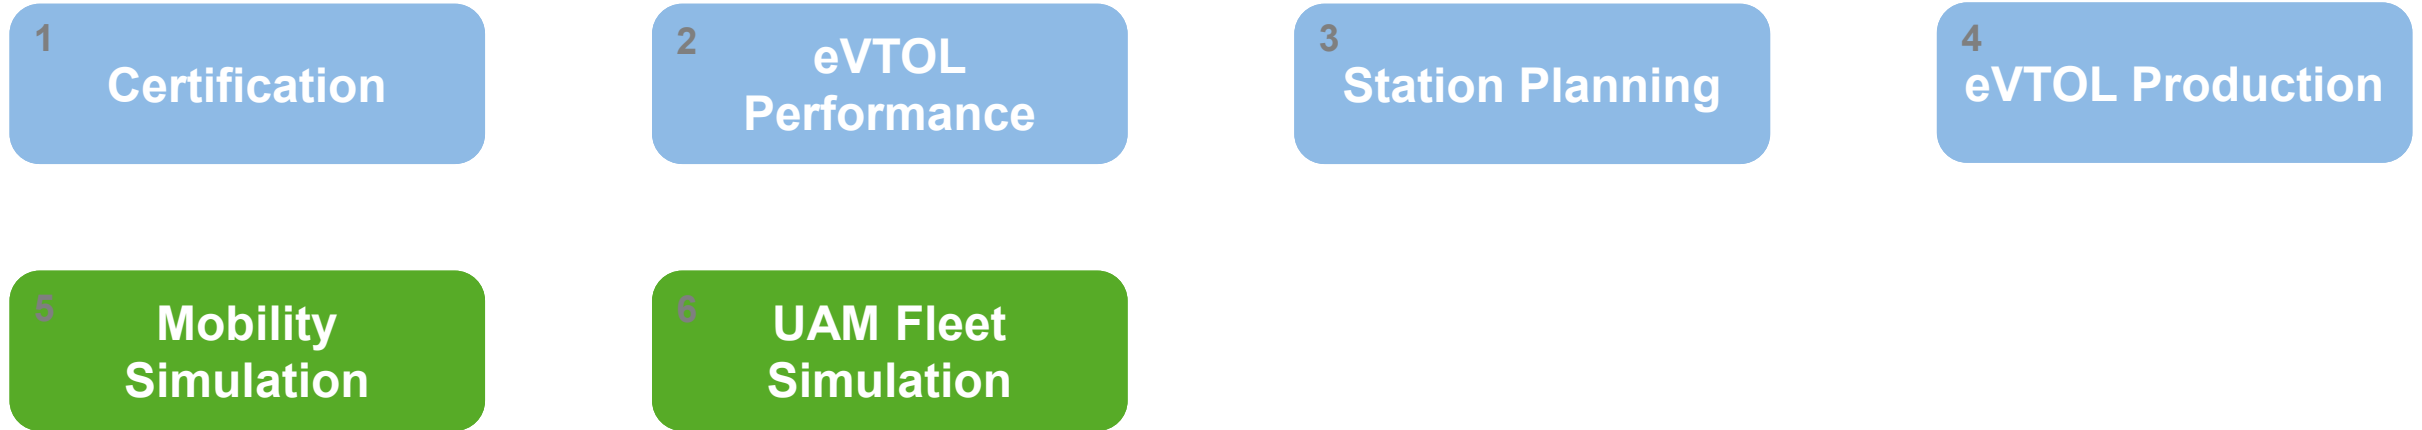 1
Certification
2
eVTOL
Performance
3
Station Planning
4
eVTOL Production
5
Mobility
Simulation
6
UAM Fleet
Simulation